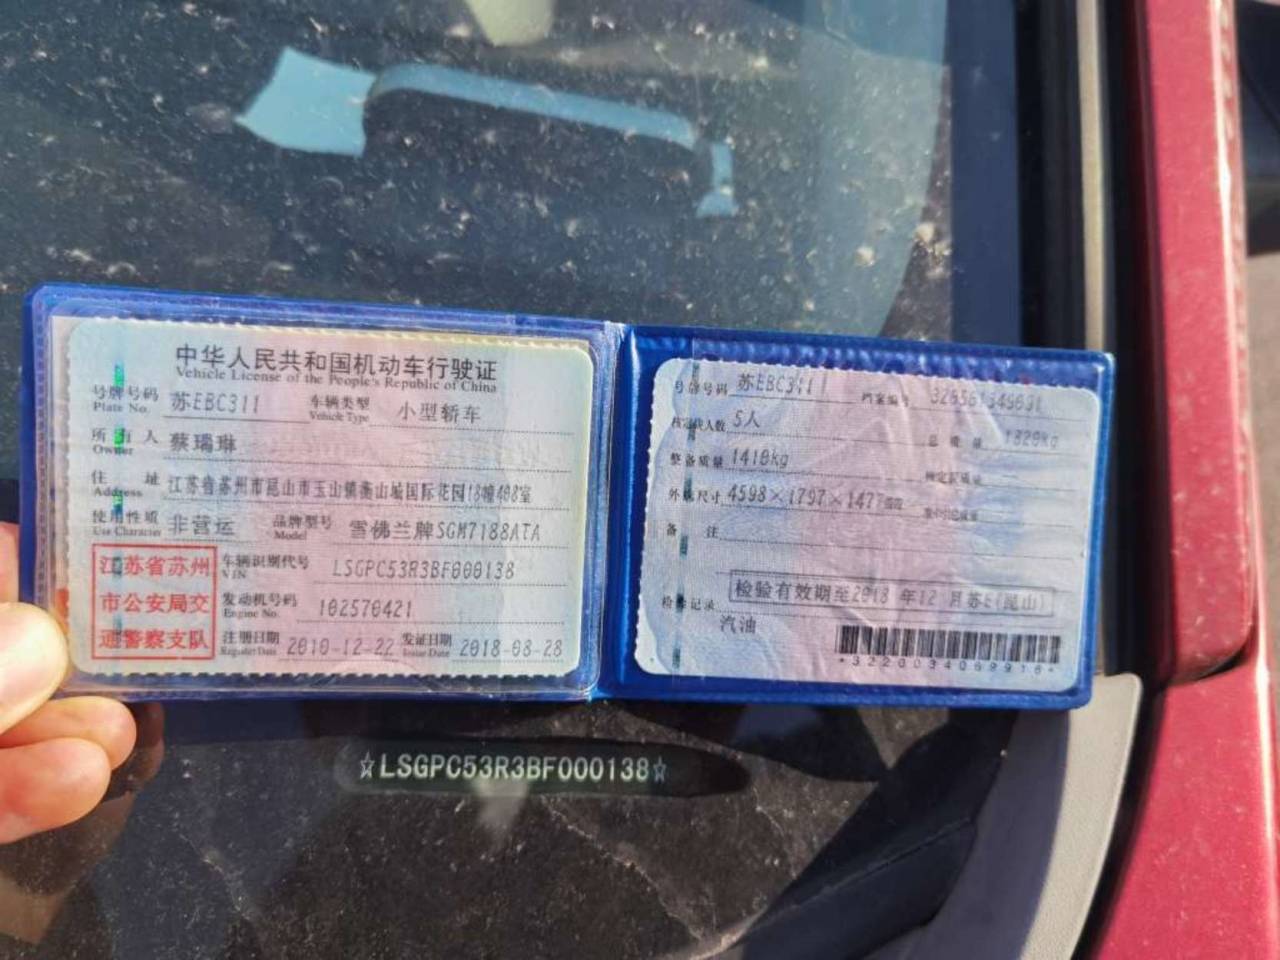 中华人民共和国机动车行驶证
Vehicle License of the People's Republic of China
号牌号码 苏EBC311 车辆类型 小型轿车
Plate No. Vehicle Type
所有人 蔡瑞琳
Owner
住址 江苏省苏州市昆山市玉山镇衡山城国际花园18幢408室
Address
使用性质 非营运 品牌型号 雪佛兰牌SGM7188ATA
Use Character Model
江苏省苏州
市公安局交
通警察支队
车辆识别代号 LSGPC53R3BF000138
VIN
发动机号码 102570421
Engine No.
注册日期 2010-12-22 发证日期 2018-08-28
Register Date Issue Date
号牌号码 苏EBC311 档案编号
核定载人数 5人 总质量 1820kg
整备质量 1410kg 核定载质量
外廓尺寸 4598×1797×1477mm
备注
检验记录 检验有效期至2018年12月苏E(昆山)
汽油
*3220034069916*
☆LSGPC53R3BF000138☆